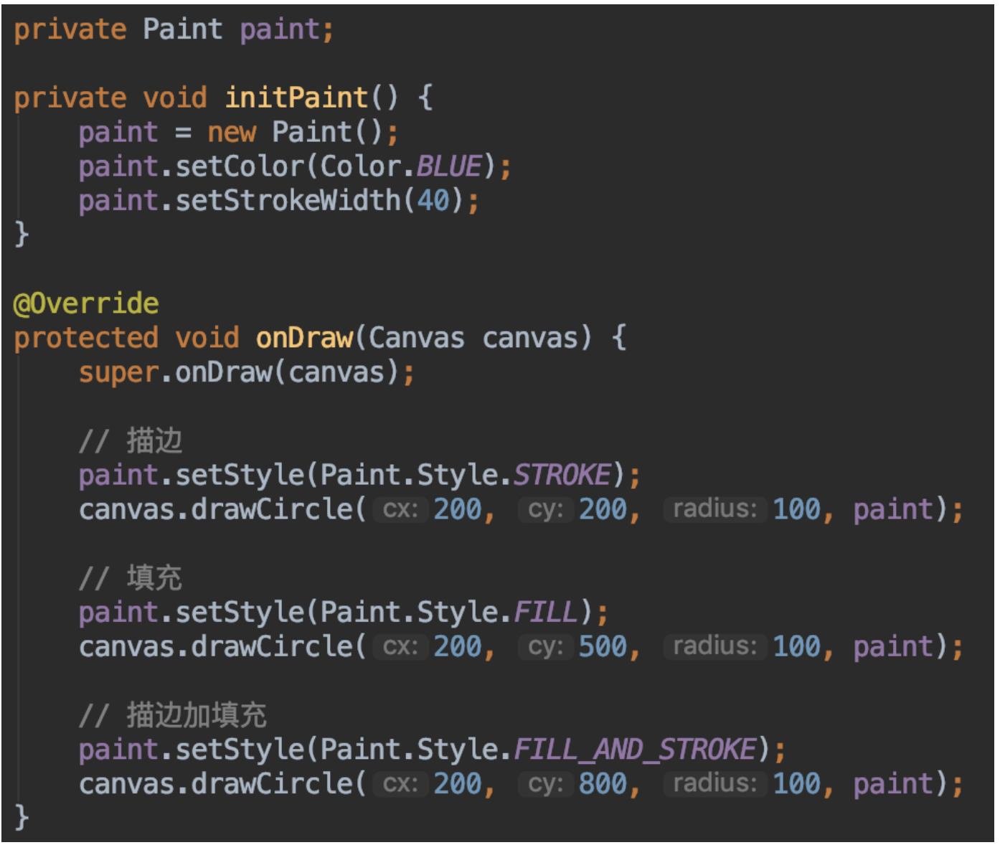 private Paint paint;
private void initPaint() {
paint = new Paint();
paint.setColor(Color.BLUE);
paint.setStrokeWidth(40);
}
@Override
protected void onDraw(Canvas canvas) {
super.onDraw(canvas);
// 描边
paint.setStyle(Paint.Style.STROKE);
canvas.drawCircle( cx: 200, cy: 200, radius: 100, paint);
// 填充
paint.setStyle(Paint.Style.FILL);
canvas.drawCircle( cx: 200, cy: 500, radius: 100, paint);
// 描边加填充
paint.setStyle(Paint.Style.FILL_AND_STROKE);
canvas.drawCircle( cx: 200, cy: 800, radius: 100, paint);
}